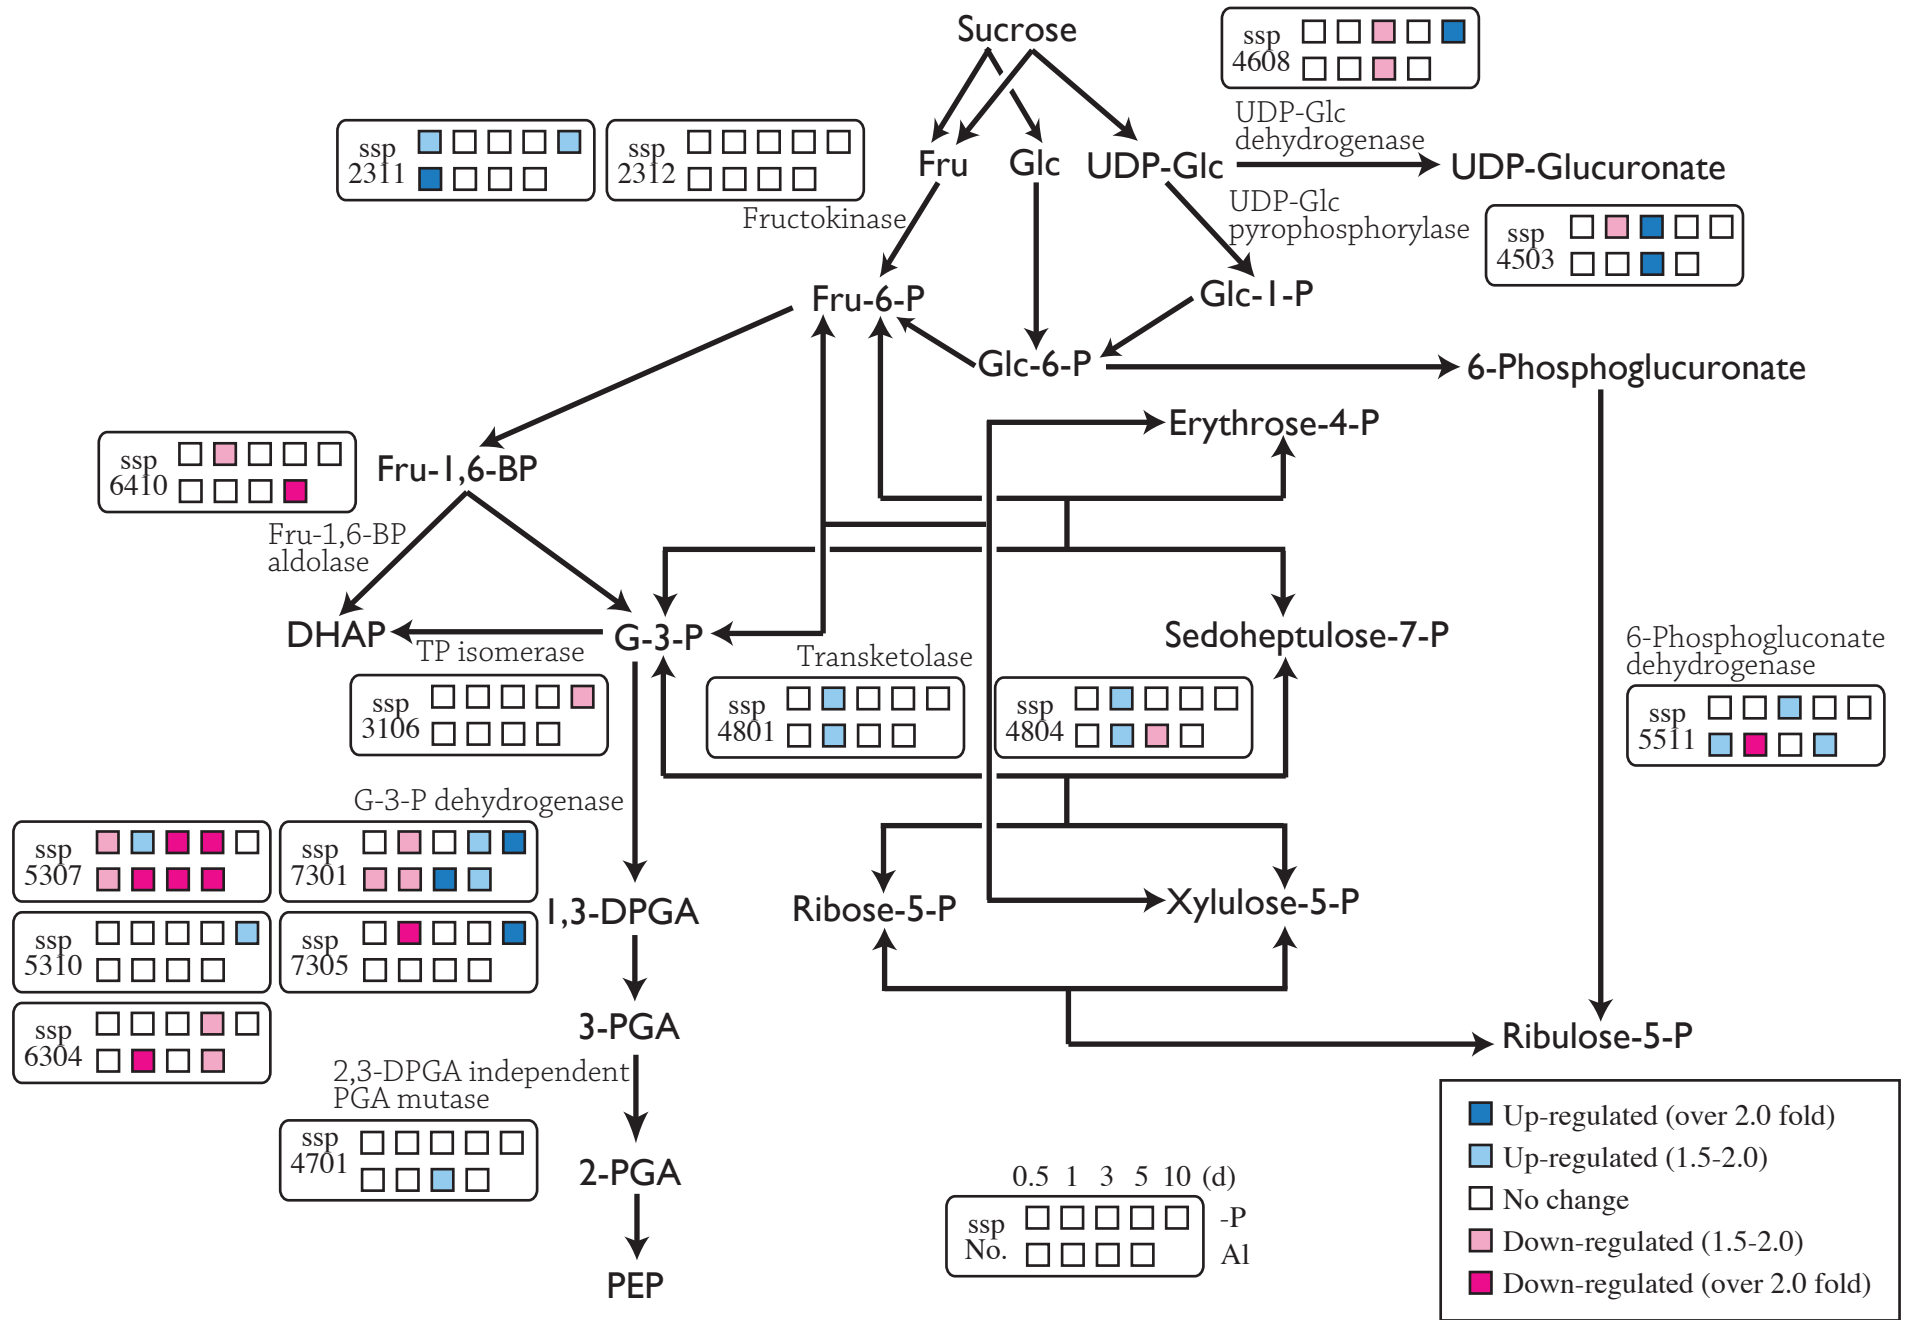 Sucrose
ssp
4608
UDP-Glc
dehydrogenase
ssp
2311
ssp
2312
Fru
Glc
UDP-Glc
UDP-Glucuronate
Fructokinase
UDP-Glc
pyrophosphorylase
ssp
4503
Fru-6-P
Glc-1-P
Glc-6-P
6-Phosphoglucuronate
Erythrose-4-P
ssp
6410
Fru-1,6-BP
Fru-1,6-BP
aldolase
DHAP
G-3-P
Sedoheptulose-7-P
TP isomerase
Transketolase
6-Phosphogluconate
dehydrogenase
ssp
3106
ssp
4801
ssp
4804
ssp
5511
G-3-P dehydrogenase
ssp
5307
ssp
7301
1,3-DPGA
Ribose-5-P
Xylulose-5-P
ssp
5310
ssp
7305
ssp
6304
3-PGA
Ribulose-5-P
2,3-DPGA independent
PGA mutase
ssp
4701
2-PGA
PEP
0.5 1 3 5 10 (d)
ssp
No.
-P
Al
Up-regulated (over 2.0 fold)
Up-regulated (1.5-2.0)
No change
Down-regulated (1.5-2.0)
Down-regulated (over 2.0 fold)